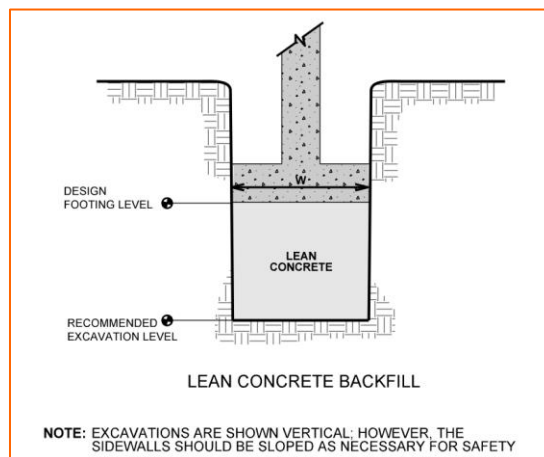 N
W
DESIGN
FOOTING LEVEL
LEAN
CONCRETE
RECOMMENDED
EXCAVATION LEVEL
LEAN CONCRETE BACKFILL
NOTE: EXCAVATIONS ARE SHOWN VERTICAL; HOWEVER, THE
SIDEWALLS SHOULD BE SLOPED AS NECESSARY FOR SAFETY